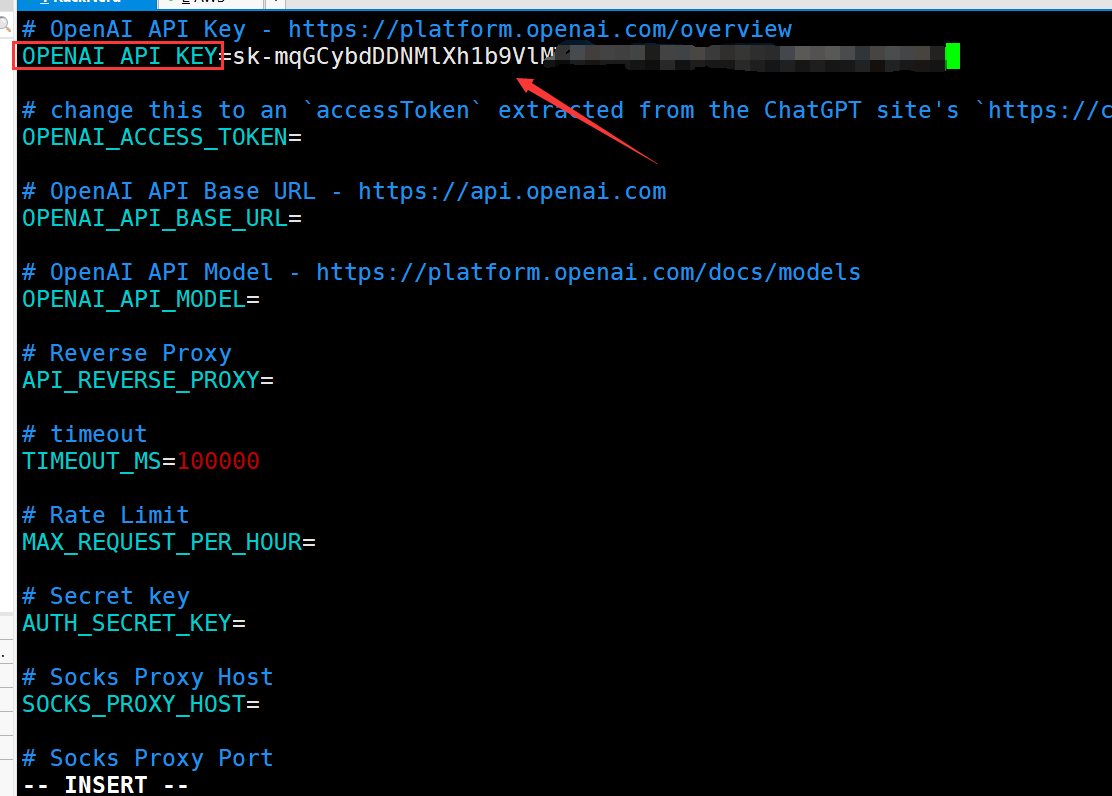 # OpenAI API Key - https://platform.openai.com/overview
OPENAI_API_KEY=sk-mqGCybdDDNMlXh1b9VlM
# change this to an `accessToken` extracted from the ChatGPT site's `https://c
OPENAI_ACCESS_TOKEN=
# OpenAI API Base URL - https://api.openai.com
OPENAI_API_BASE_URL=
# OpenAI API Model - https://platform.openai.com/docs/models
OPENAI_API_MODEL=
# Reverse Proxy
API_REVERSE_PROXY=
# timeout
TIMEOUT_MS=100000
# Rate Limit
MAX_REQUEST_PER_HOUR=
# Secret key
AUTH_SECRET_KEY=
# Socks Proxy Host
SOCKS_PROXY_HOST=
# Socks Proxy Port
-- INSERT --